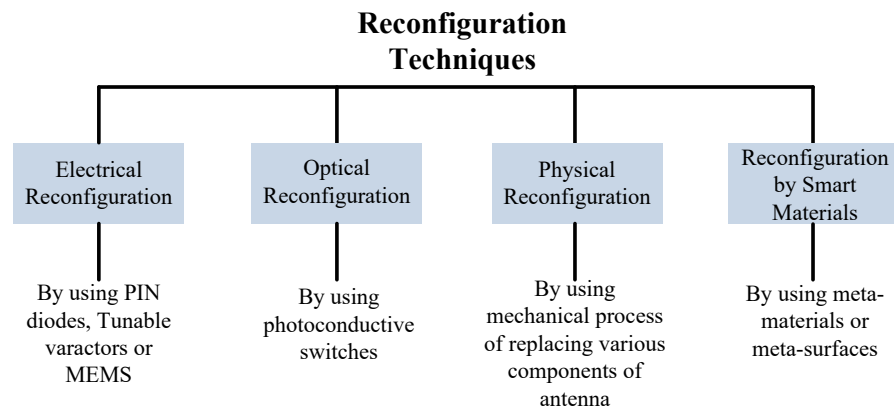 Reconfiguration
Techniques
Electrical
Reconfiguration
Optical
Reconfiguration
Physical
Reconfiguration
Reconfiguration
by Smart
Materials
By using PIN
diodes, Tunable
varactors or
MEMS
By using
photoconductive
switches
By using
mechanical process
of replacing various
components of
antenna
By using meta-
materials or
meta-surfaces